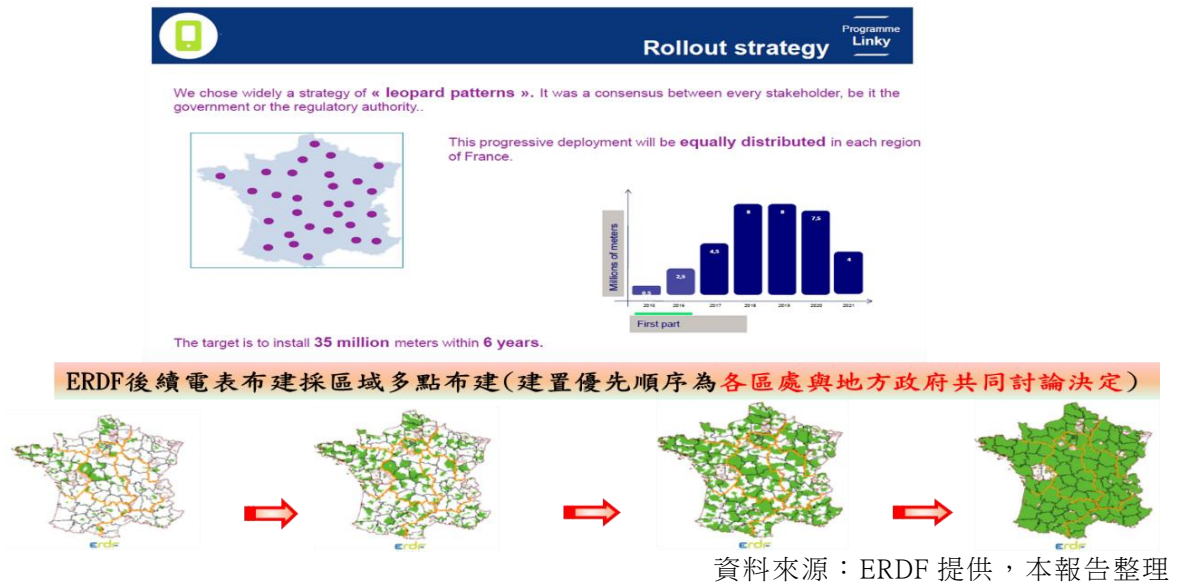 Programme
Linky
Rollout strategy
We chose widely a strategy of « leopard patterns ». It was a consensus between every stakeholder, be it the
government or the regulatory authority..
This progressive deployment will be equally distributed in each region
of France.
Millions of meters
0,5
2,5
4,5
8
8
7,5
4
2015 2016 2017 2018 2019 2020 2021
First part
The target is to install 35 million meters within 6 years.
ERDF後續電表布建採區域多點布建(建置優先順序為各區處與地方政府共同討論決定)
ERDF ERDF ERDF ERDF
資料來源：ERDF 提供，本報告整理